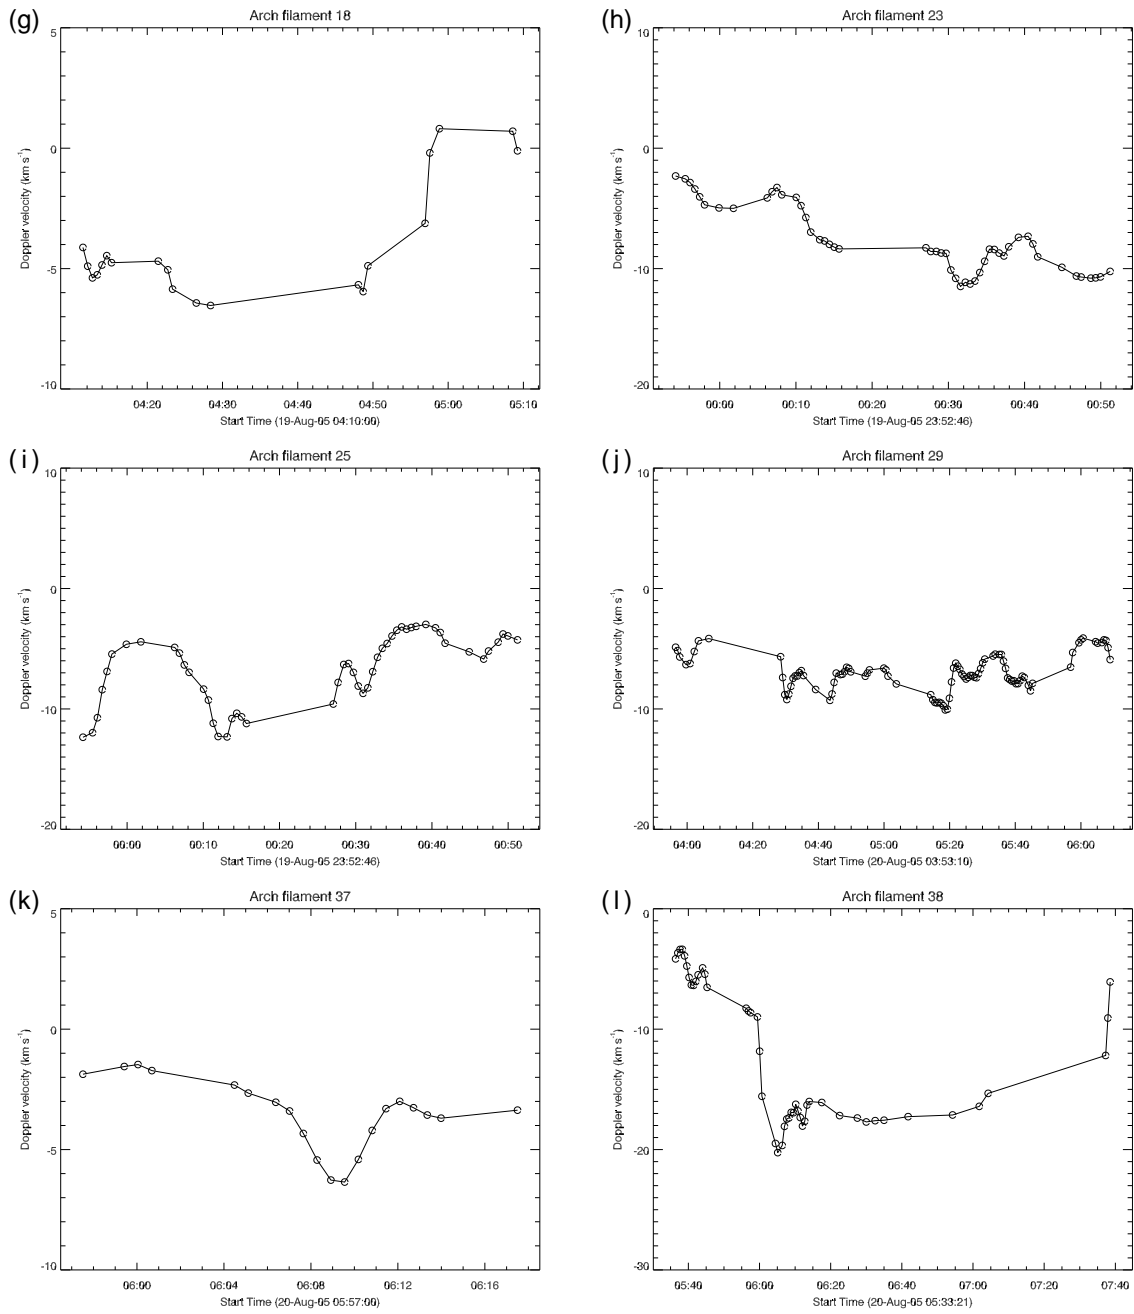 (g)
Arch filament 18
5
0
-5
-10
Doppler velocity (km s⁻¹)
04:20 04:30 04:40 04:50 05:00 05:10
Start Time (19-Aug-05 04:10:00)
(h)
Arch filament 23
10
0
-10
-20
Doppler velocity (km s⁻¹)
00:00 00:10 00:20 00:30 00:40 00:50
Start Time (19-Aug-05 23:52:46)
(i)
Arch filament 25
10
0
-10
-20
Doppler velocity (km s⁻¹)
00:00 00:10 00:20 00:30 00:40 00:50
Start Time (19-Aug-05 23:52:46)
(j)
Arch filament 29
10
0
-10
-20
Doppler velocity (km s⁻¹)
04:00 04:20 04:40 05:00 05:20 05:40 06:00
Start Time (20-Aug-05 03:53:10)
(k)
Arch filament 37
5
0
-5
-10
Doppler velocity (km s⁻¹)
06:00 06:04 06:08 06:12 06:16
Start Time (20-Aug-05 05:57:00)
(l)
Arch filament 38
0
-10
-20
-30
Doppler velocity (km s⁻¹)
05:40 06:00 06:20 06:40 07:00 07:20 07:40
Start Time (20-Aug-05 05:33:21)